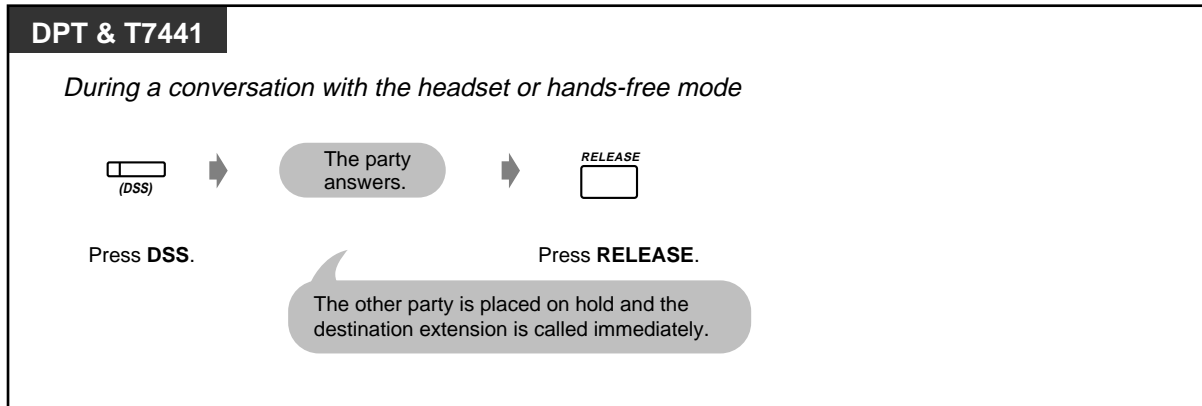 DPT & T7441
During a conversation with the headset or hands-free mode
(DSS)
The party
answers.
RELEASE
Press DSS.
Press RELEASE.
The other party is placed on hold and the
destination extension is called immediately.